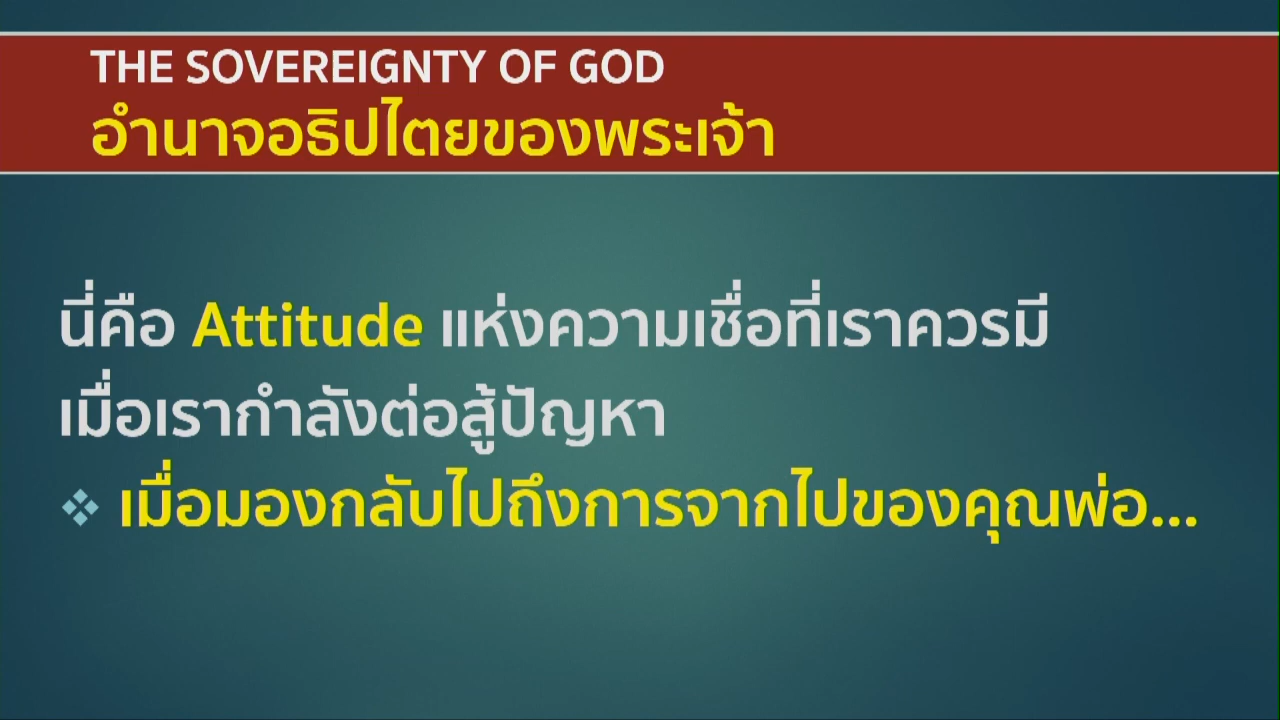 THE SOVEREIGNTY OF GOD
อำนาจอธิปไตยของพระเจ้า
นี่คือ Attitude แห่งความเชื่อที่เราควรมี
เมื่อเรากำลังต่อสู้ปัญหา
❖ เมื่อมองกลับไปถึงการจากไปของคุณพ่อ...